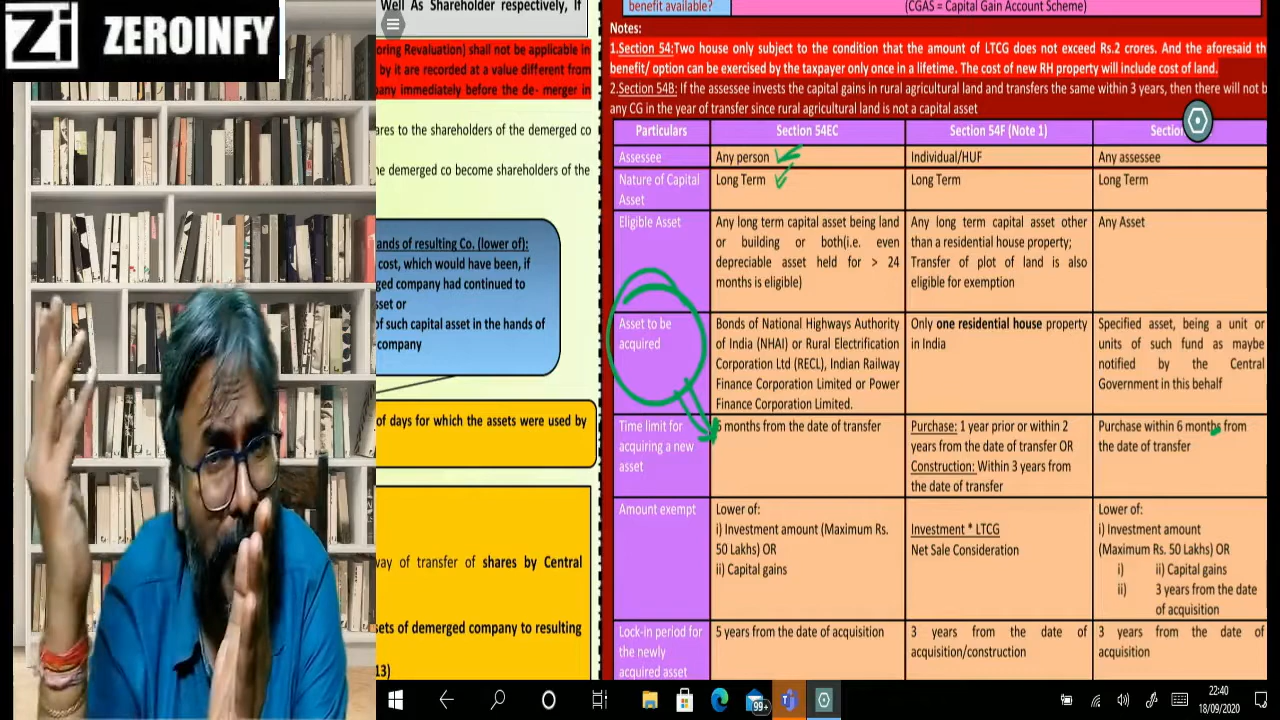 Zi ZEROINFY
Well As Shareholder respectively, If
oring Revaluation) shall not be applicable in
by it are recorded at a value different from
pany immediately before the de- merger in
ares to the shareholders of the demerged co
he demerged co become shareholders of the
ands of resulting Co. (lower of):
cost, which would have been, if
ged company had continued to
sset or
of such capital asset in the hands of
company
of days for which the assets were used by
way of transfer of shares by Central
sets of demerged company to resulting
13)
benefit available?
(CGAS = Capital Gain Account Scheme)
Notes:
1.Section 54:Two house only subject to the condition that the amount of LTCG does not exceed Rs.2 crores. And the aforesaid th
benefit/ option can be exercised by the taxpayer only once in a lifetime. The cost of new RH property will include cost of land.
2.Section 54B: If the assessee invests the capital gains in rural agricultural land and transfers the same within 3 years, then there will not b
any CG in the year of transfer since rural agricultural land is not a capital asset
Particulars
Section 54EC
Section 54F (Note 1)
Sectio
Assessee
Any person
Individual/HUF
Any assessee
Nature of Capital
Asset
Long Term
Long Term
Long Term
Eligible Asset
Any long term capital asset being land
or building or both(i.e. even
depreciable asset held for > 24
months is eligible)
Any long term capital asset other
than a residential house property;
Transfer of plot of land is also
eligible for exemption
Any Asset
Asset to be
acquired
Bonds of National Highways Authority
of India (NHAI) or Rural Electrification
Corporation Ltd (RECL), Indian Railway
Finance Corporation Limited or Power
Finance Corporation Limited.
Only one residential house property
in India
Specified asset, being a unit or
units of such fund as maybe
notified by the Central
Government in this behalf
Time limit for
acquiring a new
asset
6 months from the date of transfer
Purchase: 1 year prior or within 2
years from the date of transfer OR
Construction: Within 3 years from
the date of transfer
Purchase within 6 months from
the date of transfer
Amount exempt
Lower of:
i) Investment amount (Maximum Rs.
50 Lakhs) OR
ii) Capital gains
Investment * LTCG
Net Sale Consideration
Lower of:
i) Investment amount
(Maximum Rs. 50 Lakhs) OR
i) ii) Capital gains
ii) 3 years from the date
of acquisition
Lock-in period for
the newly
acquired asset
5 years from the date of acquisition
3 years from the date of
acquisition/construction
3 years from the date of
acquisition
99+
22:40
18/09/2020